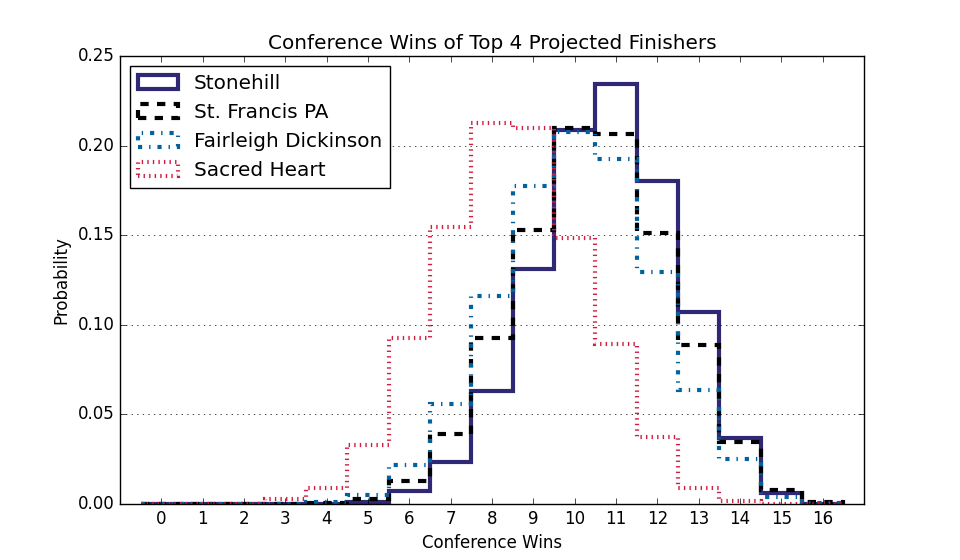 Conference Wins of Top 4 Projected Finishers
Stonehill
St. Francis PA
Fairleigh Dickinson
Sacred Heart
Probability
0.25
0.20
0.15
0.10
0.05
0.00
0 1 2 3 4 5 6 7 8 9 10 11 12 13 14 15 16
Conference Wins